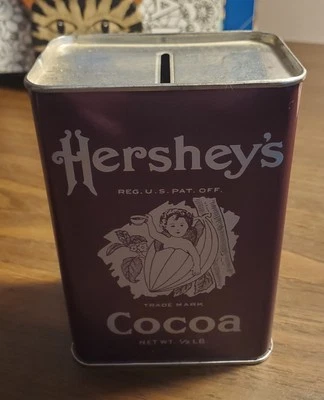 Hershey's
REG. U.S. PAT. OFF.
TRADE MARK
Cocoa
NET WT. ½ LB.